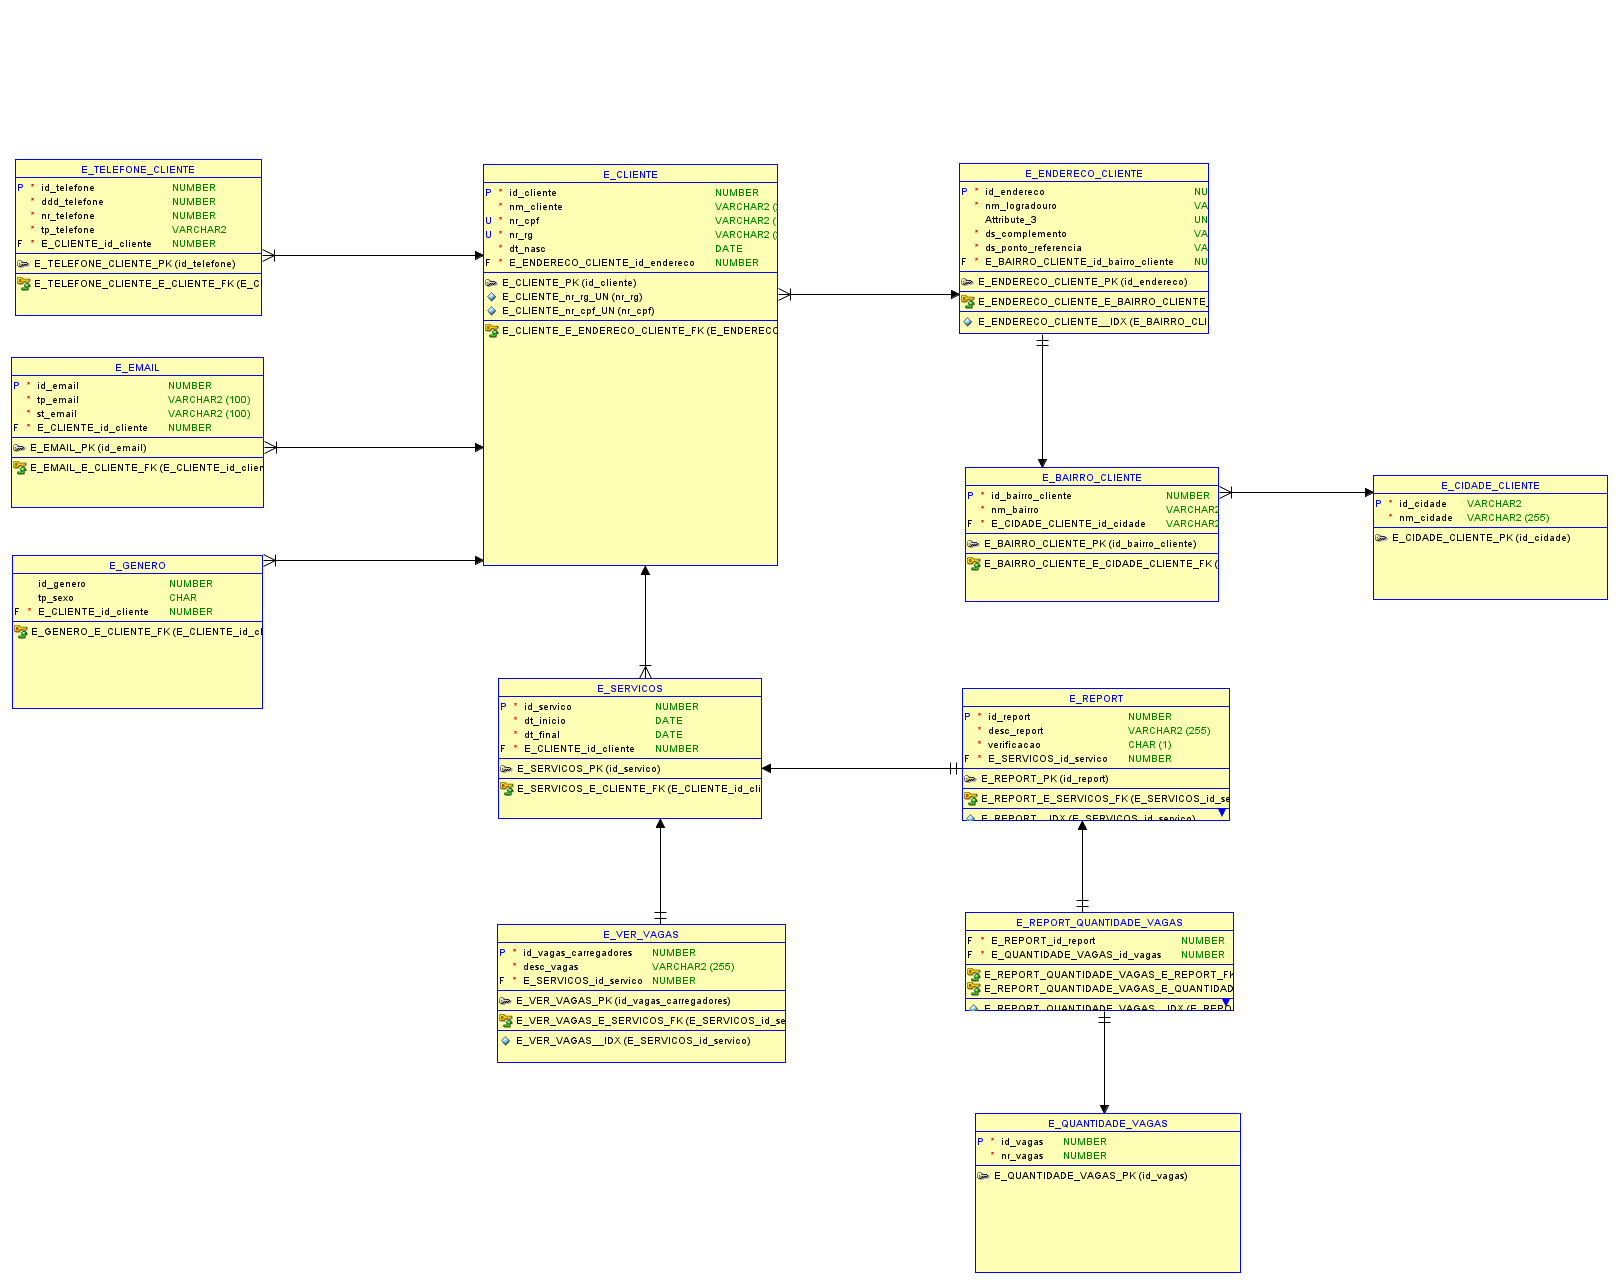 E_TELEFONE_CLIENTE
P * id_telefone NUMBER
* ddd_telefone NUMBER
* nr_telefone NUMBER
* tp_telefone VARCHAR2
F * E_CLIENTE_id_cliente NUMBER
E_TELEFONE_CLIENTE_PK (id_telefone)
E_TELEFONE_CLIENTE_E_CLIENTE_FK (E_C
E_CLIENTE
P * id_cliente NUMBER
* nm_cliente VARCHAR2 (
U * nr_cpf VARCHAR2 (
U * nr_rg VARCHAR2 (
* dt_nasc DATE
F * E_ENDERECO_CLIENTE_id_endereco NUMBER
E_CLIENTE_PK (id_cliente)
E_CLIENTE_nr_rg_UN (nr_rg)
E_CLIENTE_nr_cpf_UN (nr_cpf)
E_CLIENTE_E_ENDERECO_CLIENTE_FK (E_ENDERECO
E_ENDERECO_CLIENTE
P * id_endereco NU
* nm_logradouro VA
Attribute_3 UN
* ds_complemento VA
* ds_ponto_referencia VA
F * E_BAIRRO_CLIENTE_id_bairro_cliente NU
E_ENDERECO_CLIENTE_PK (id_endereco)
E_ENDERECO_CLIENTE_E_BAIRRO_CLIENTE_
E_ENDERECO_CLIENTE__IDX (E_BAIRRO_CLI
E_EMAIL
P * id_email NUMBER
* tp_email VARCHAR2 (100)
* st_email VARCHAR2 (100)
F * E_CLIENTE_id_cliente NUMBER
E_EMAIL_PK (id_email)
E_EMAIL_E_CLIENTE_FK (E_CLIENTE_id_clien
E_BAIRRO_CLIENTE
P * id_bairro_cliente NUMBER
* nm_bairro VARCHAR2
F * E_CIDADE_CLIENTE_id_cidade VARCHAR2
E_BAIRRO_CLIENTE_PK (id_bairro_cliente)
E_BAIRRO_CLIENTE_E_CIDADE_CLIENTE_FK (
E_CIDADE_CLIENTE
P * id_cidade VARCHAR2
* nm_cidade VARCHAR2 (255)
E_CIDADE_CLIENTE_PK (id_cidade)
E_GENERO
id_genero NUMBER
tp_sexo CHAR
F * E_CLIENTE_id_cliente NUMBER
E_GENERO_E_CLIENTE_FK (E_CLIENTE_id_cl
E_SERVICOS
P * id_servico NUMBER
* dt_inicio DATE
* dt_final DATE
F * E_CLIENTE_id_cliente NUMBER
E_SERVICOS_PK (id_servico)
E_SERVICOS_E_CLIENTE_FK (E_CLIENTE_id_cli
E_REPORT
P * id_report NUMBER
* desc_report VARCHAR2 (255)
* verificacao CHAR (1)
F * E_SERVICOS_id_servico NUMBER
E_REPORT_PK (id_report)
E_REPORT_E_SERVICOS_FK (E_SERVICOS_id_se
E_REPORT__IDX (E_SERVICOS_id_servico)
E_VER_VAGAS
P * id_vagas_carregadores NUMBER
* desc_vagas VARCHAR2 (255)
F * E_SERVICOS_id_servico NUMBER
E_VER_VAGAS_PK (id_vagas_carregadores)
E_VER_VAGAS_E_SERVICOS_FK (E_SERVICOS_id_se
E_VER_VAGAS__IDX (E_SERVICOS_id_servico)
E_REPORT_QUANTIDADE_VAGAS
F * E_REPORT_id_report NUMBER
F * E_QUANTIDADE_VAGAS_id_vagas NUMBER
E_REPORT_QUANTIDADE_VAGAS_E_REPORT_FK
E_REPORT_QUANTIDADE_VAGAS_E_QUANTIDAD
E_REPORT_QUANTIDADE_VAGAS__IDX (E_REPO
E_QUANTIDADE_VAGAS
P * id_vagas NUMBER
* nr_vagas NUMBER
E_QUANTIDADE_VAGAS_PK (id_vagas)